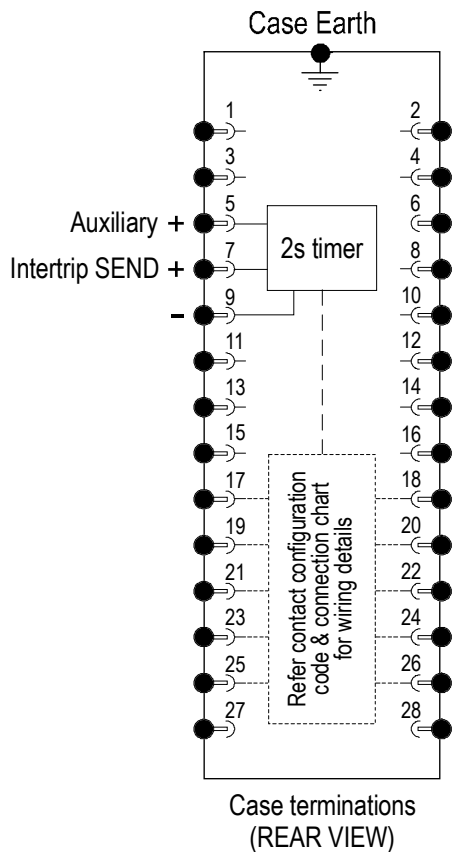 Case Earth
1 2
3 4
5 6
Auxiliary +
2s timer
7 8
Intertrip SEND +
9 10
-
11 12
13 14
15 16
17 18
19 20
21 22
23 24
25 26
27 28
Refer contact configuration
code & connection chart
for wiring details
Case terminations
(REAR VIEW)